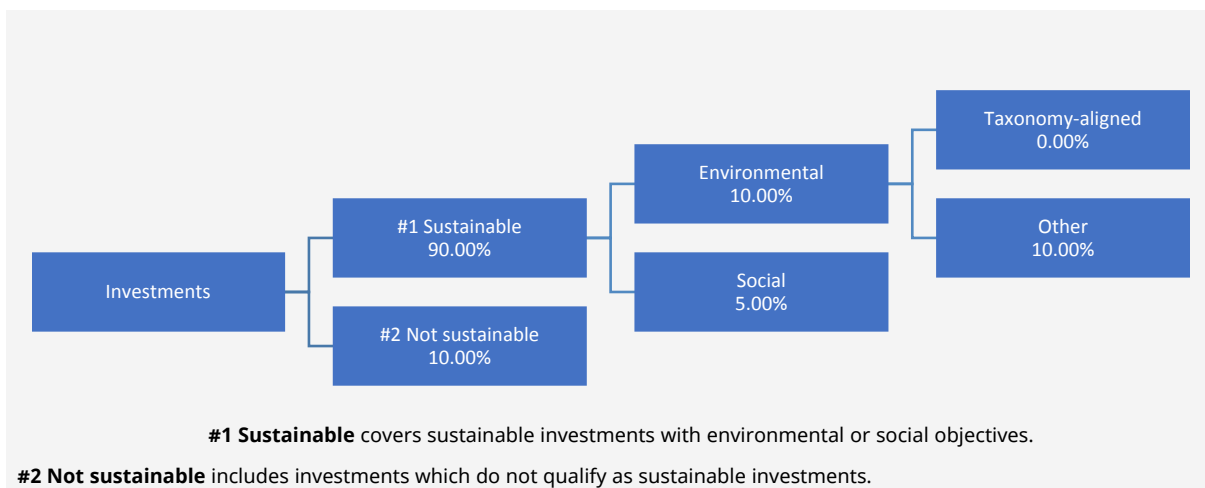 Investments
#1 Sustainable
90.00%
#2 Not sustainable
10.00%
Environmental
10.00%
Social
5.00%
Taxonomy-aligned
0.00%
Other
10.00%
#1 Sustainable covers sustainable investments with environmental or social objectives.
#2 Not sustainable includes investments which do not qualify as sustainable investments.